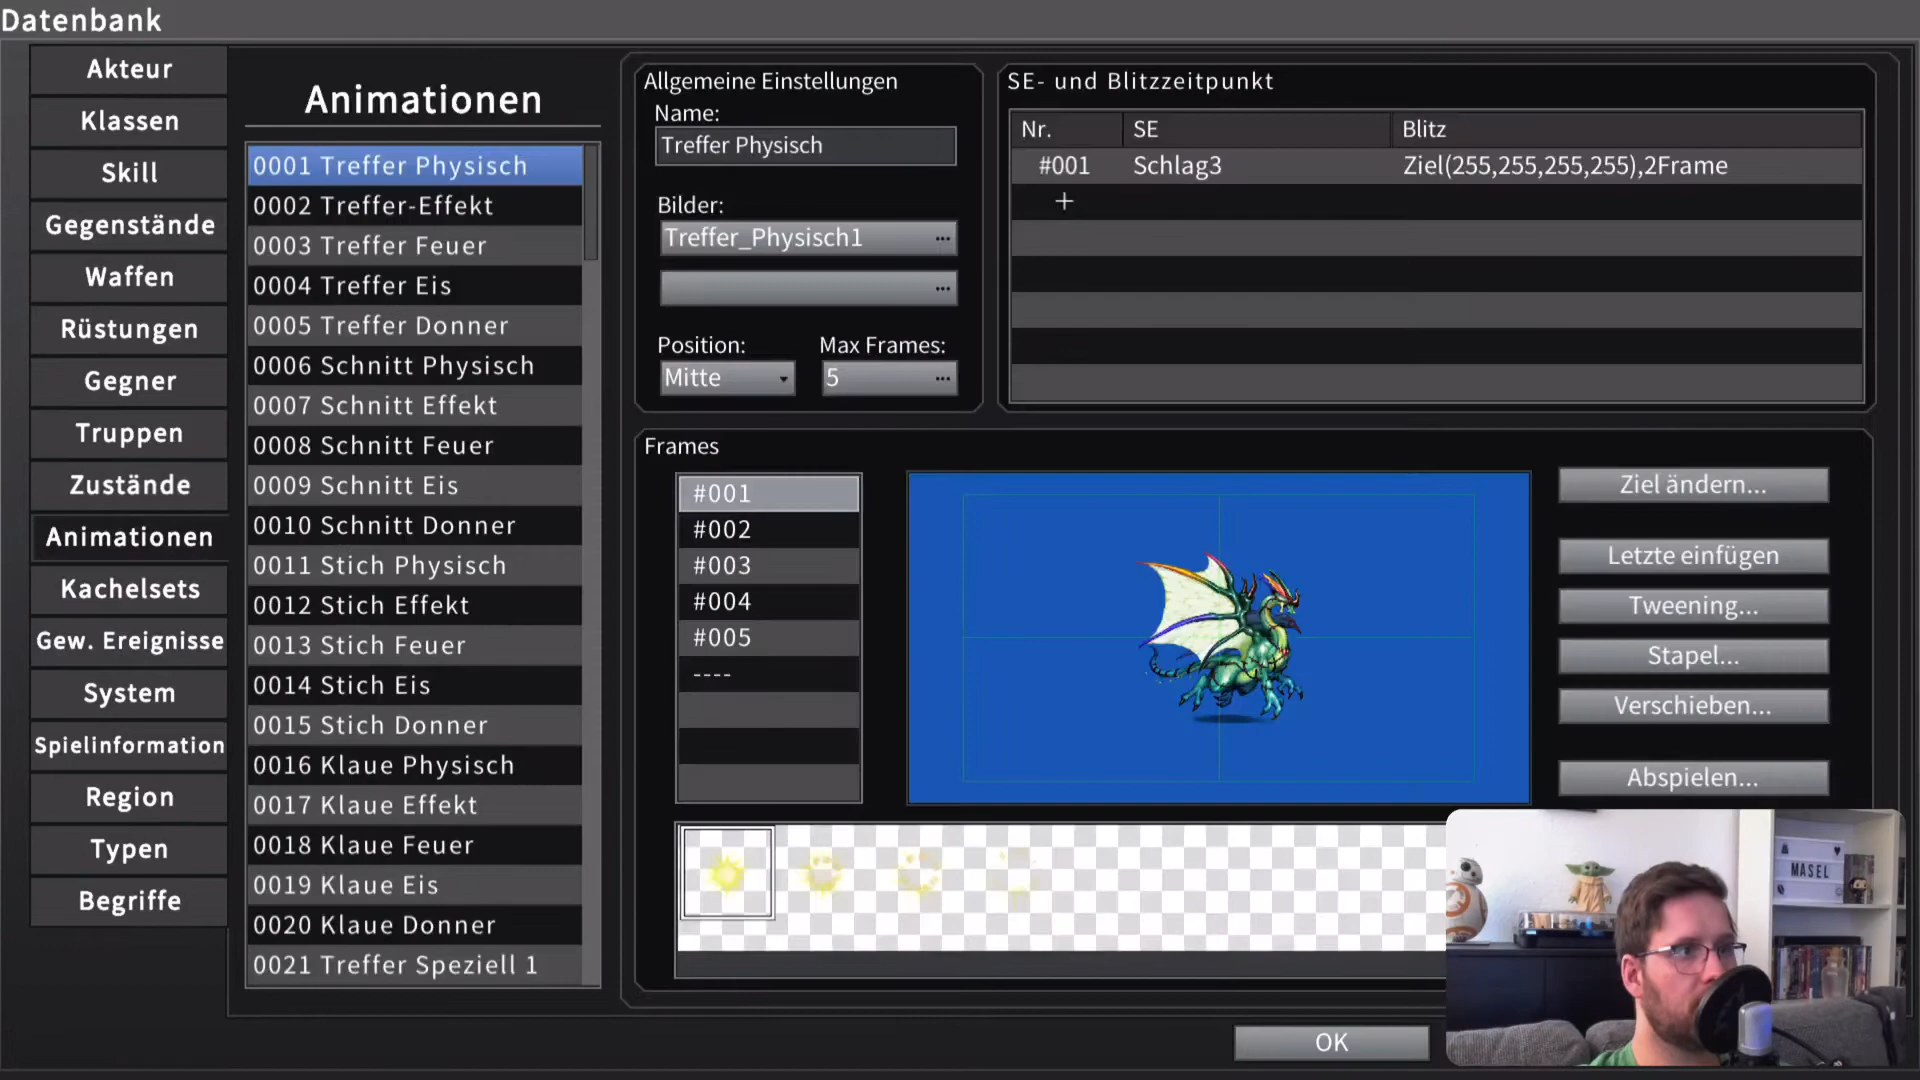 Datenbank
Akteur
Klassen
Skill
Gegenstände
Waffen
Rüstungen
Gegner
Truppen
Zustände
Animationen
Kachelsets
Gew. Ereignisse
System
Spielinformation
Region
Typen
Begriffe
Animationen
0001 Treffer Physisch
0002 Treffer-Effekt
0003 Treffer Feuer
0004 Treffer Eis
0005 Treffer Donner
0006 Schnitt Physisch
0007 Schnitt Effekt
0008 Schnitt Feuer
0009 Schnitt Eis
0010 Schnitt Donner
0011 Stich Physisch
0012 Stich Effekt
0013 Stich Feuer
0014 Stich Eis
0015 Stich Donner
0016 Klaue Physisch
0017 Klaue Effekt
0018 Klaue Feuer
0019 Klaue Eis
0020 Klaue Donner
0021 Treffer Speziell 1
Allgemeine Einstellungen
Name:
Treffer Physisch
Bilder:
Treffer_Physisch1 ...
...
Position: Max Frames:
Mitte 5 ...
SE- und Blitzzeitpunkt
Nr. SE Blitz
#001 Schlag3 Ziel(255,255,255,255),2Frame
+
Frames
#001
#002
#003
#004
#005
----
Ziel ändern...
Letzte einfügen
Tweening...
Stapel...
Verschieben...
Abspielen...
MASEL
OK